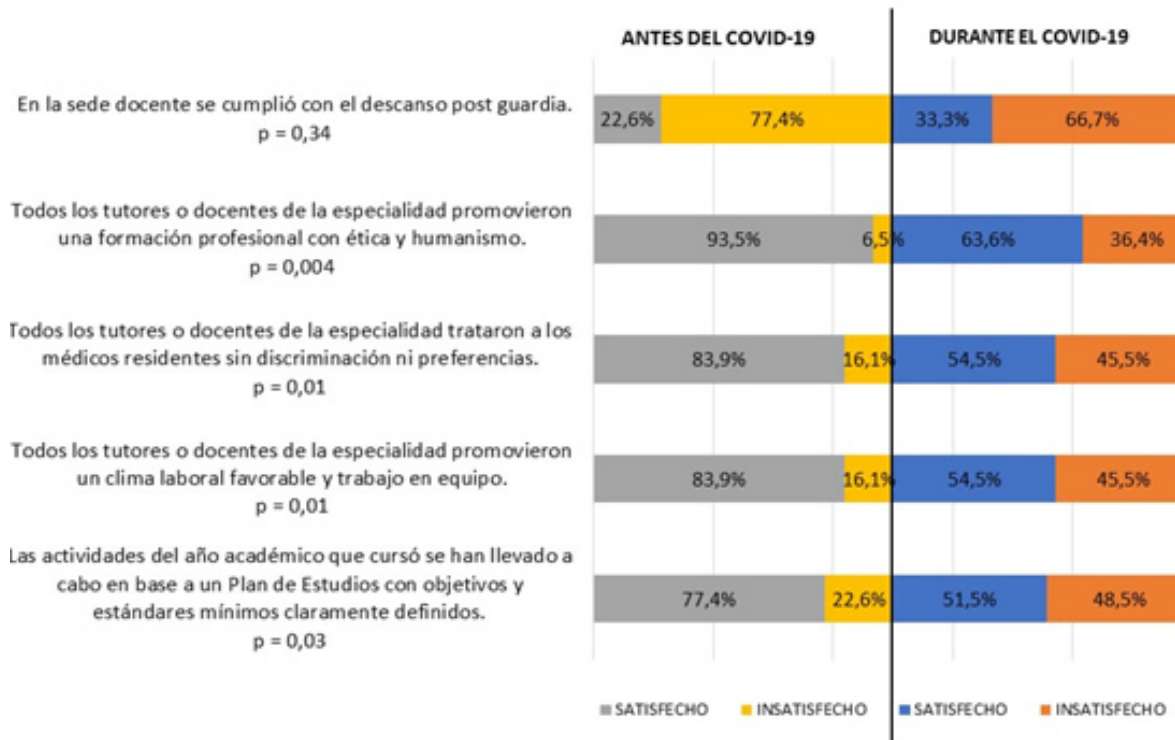 ANTES DEL COVID-19
DURANTE EL COVID-19
En la sede docente se cumplió con el descanso post guardia.
p = 0,34
22,6%
77,4%
33,3%
66,7%
Todos los tutores o docentes de la especialidad promovieron
una formación profesional con ética y humanismo.
p = 0,004
93,5%
6,5%
63,6%
36,4%
Todos los tutores o docentes de la especialidad trataron a los
médicos residentes sin discriminación ni preferencias.
p = 0,01
83,9%
16,1%
54,5%
45,5%
Todos los tutores o docentes de la especialidad promovieron
un clima laboral favorable y trabajo en equipo.
p = 0,01
83,9%
16,1%
54,5%
45,5%
Las actividades del año académico que cursó se han llevado a
cabo en base a un Plan de Estudios con objetivos y
estándares mínimos claramente definidos.
p = 0,03
77,4%
22,6%
51,5%
48,5%
SATISFECHO
INSATISFECHO
SATISFECHO
INSATISFECHO